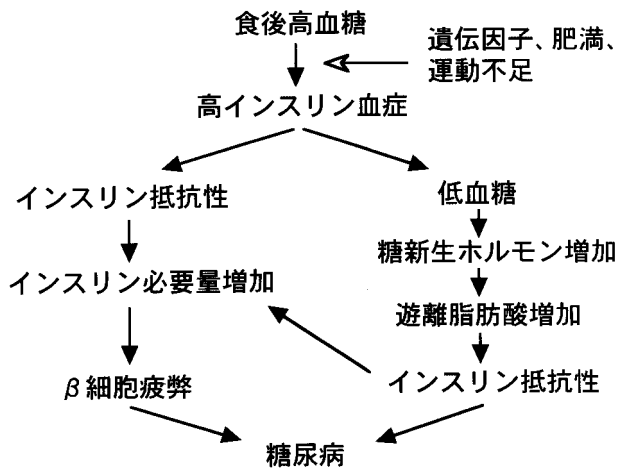 食後高血糖
遺伝因子、肥満、
運動不足
高インスリン血症
インスリン抵抗性
低血糖
糖新生ホルモン増加
インスリン必要量増加
遊離脂肪酸増加
β細胞疲弊
インスリン抵抗性
糖尿病